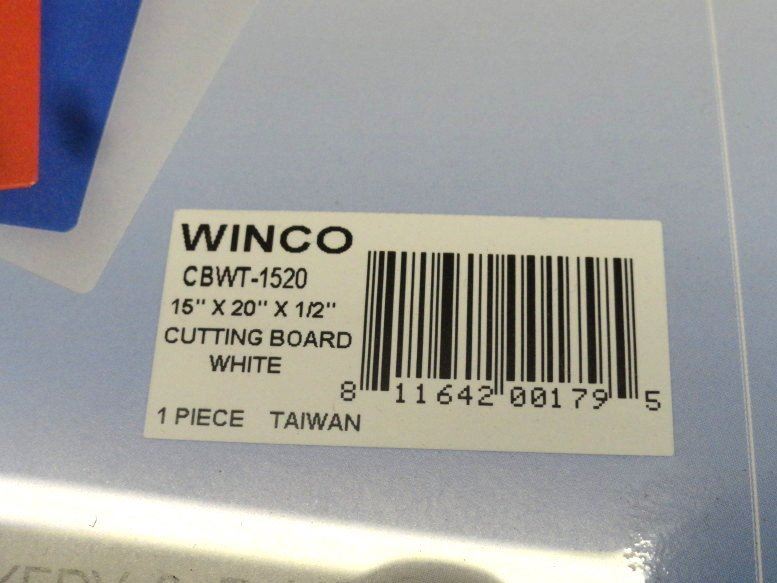 WINCO
CBWT-1520
15" X 20" X 1/2"
CUTTING BOARD
WHITE
8 11642 00179 5
1 PIECE TAIWAN